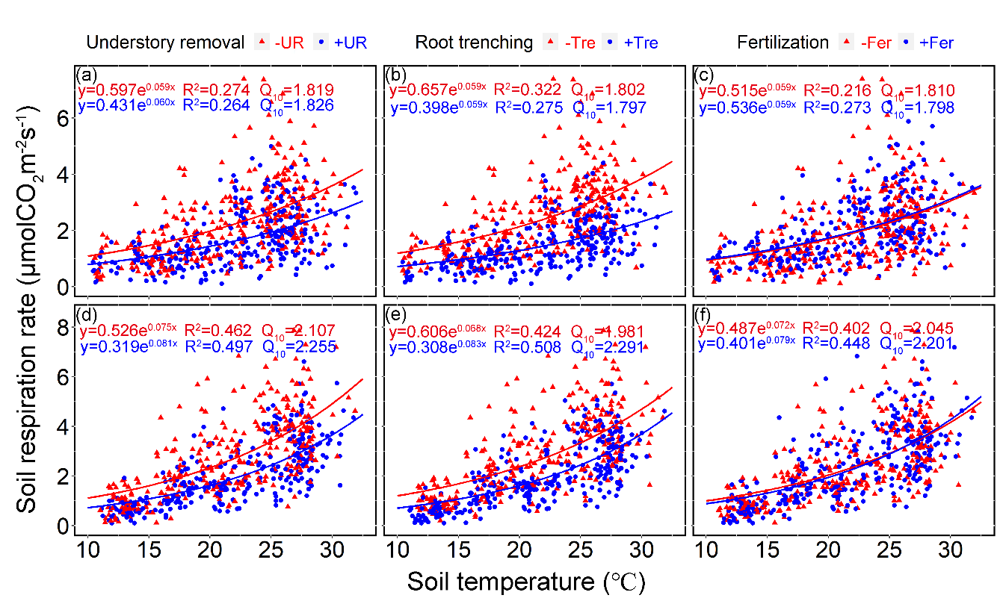 Understory removal -UR +UR Root trenching -Tre +Tre Fertilization -Fer +Fer
Soil respiration rate (μmolCO2m-2s-1)
(a)
y=0.597e0.059x R2=0.274 Q10=1.819
y=0.431e0.060x R2=0.264 Q10=1.826
(b)
y=0.657e0.059x R2=0.322 Q10=1.802
y=0.398e0.059x R2=0.275 Q10=1.797
(c)
y=0.515e0.059x R2=0.216 Q10=1.810
y=0.536e0.059x R2=0.273 Q10=1.798
6
4
2
0
(d)
y=0.526e0.075x R2=0.462 Q10=2.107
y=0.319e0.081x R2=0.497 Q10=2.255
(e)
y=0.606e0.068x R2=0.424 Q10=1.981
y=0.308e0.083x R2=0.508 Q10=2.291
(f)
y=0.487e0.072x R2=0.402 Q10=2.045
y=0.401e0.079x R2=0.448 Q10=2.201
8
6
4
2
0
10 15 20 25 30 10 15 20 25 30 10 15 20 25 30
Soil temperature (℃)